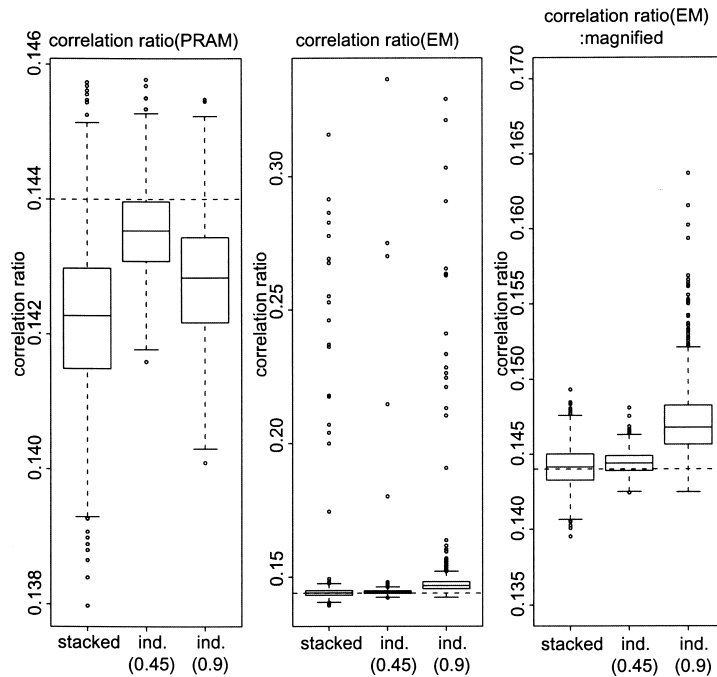 correlation ratio(PRAM)
correlation ratio
0.146
0.144
0.142
0.140
0.138
stacked
ind.
(0.45)
ind.
(0.9)
correlation ratio(EM)
correlation ratio
0.30
0.25
0.20
0.15
stacked
ind.
(0.45)
ind.
(0.9)
correlation ratio(EM)
:magnified
correlation ratio
0.170
0.165
0.160
0.155
0.150
0.145
0.140
0.135
stacked
ind.
(0.45)
ind.
(0.9)